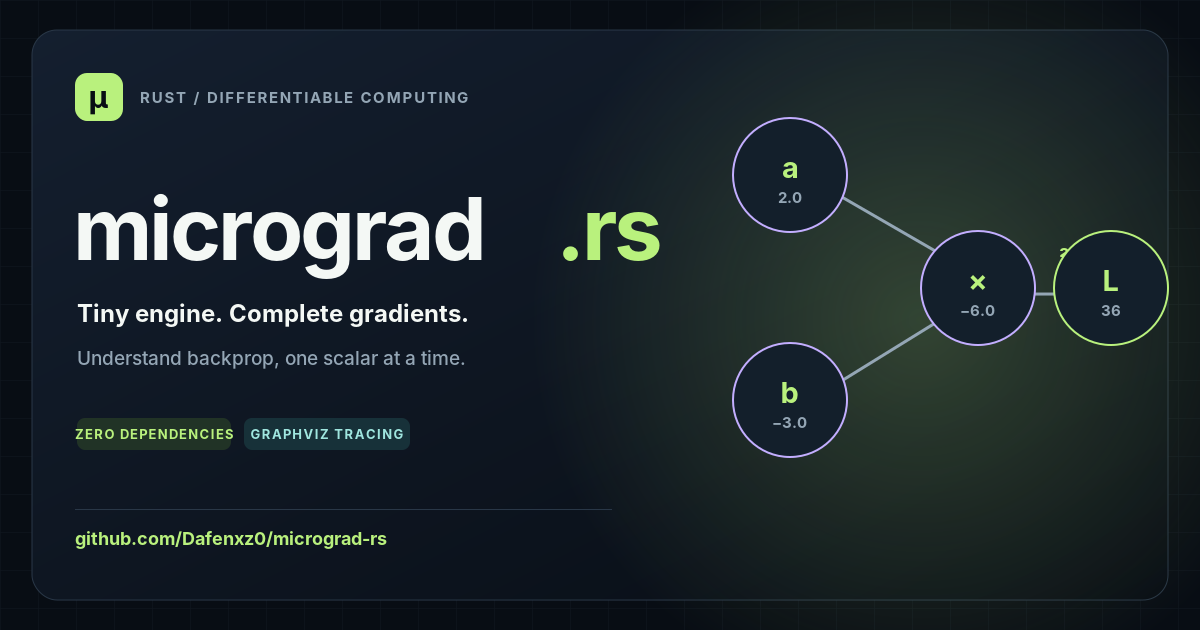 μ
RUST / DIFFERENTIABLE COMPUTING
micrograd .rs
Tiny engine. Complete gradients.
Understand backprop, one scalar at a time.
ZERO DEPENDENCIES
GRAPHVIZ TRACING
github.com/Dafenxz0/micrograd-rs
a
2.0
×
−6.0
L
36
b
−3.0